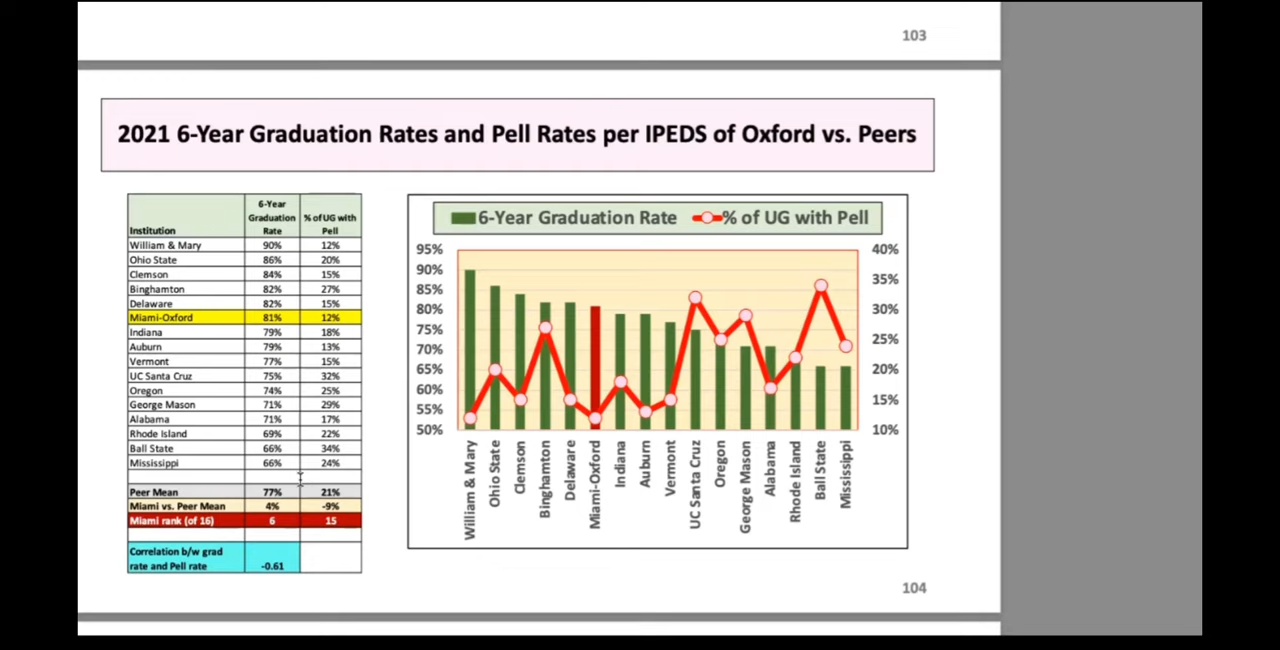 103
2021 6-Year Graduation Rates and Pell Rates per IPEDS of Oxford vs. Peers
Institution 6-Year Graduation Rate % of UG with Pell
William & Mary 90% 12%
Ohio State 86% 20%
Clemson 84% 15%
Binghamton 82% 27%
Delaware 82% 15%
Miami-Oxford 81% 12%
Indiana 79% 18%
Auburn 79% 13%
Vermont 77% 15%
UC Santa Cruz 75% 32%
Oregon 74% 25%
George Mason 71% 29%
Alabama 71% 17%
Rhode Island 69% 22%
Ball State 66% 34%
Mississippi 66% 24%
Peer Mean 77% 21%
Miami vs. Peer Mean 4% -9%
Miami rank (of 16) 6 15
Correlation b/w grad
rate and Pell rate -0.61
6-Year Graduation Rate % of UG with Pell
95% 40%
90%
85% 35%
80% 30%
75%
70% 25%
65% 20%
60%
55% 15%
50% 10%
William & Mary
Ohio State
Clemson
Binghamton
Delaware
Miami-Oxford
Indiana
Auburn
Vermont
UC Santa Cruz
Oregon
George Mason
Alabama
Rhode Island
Ball State
Mississippi
104